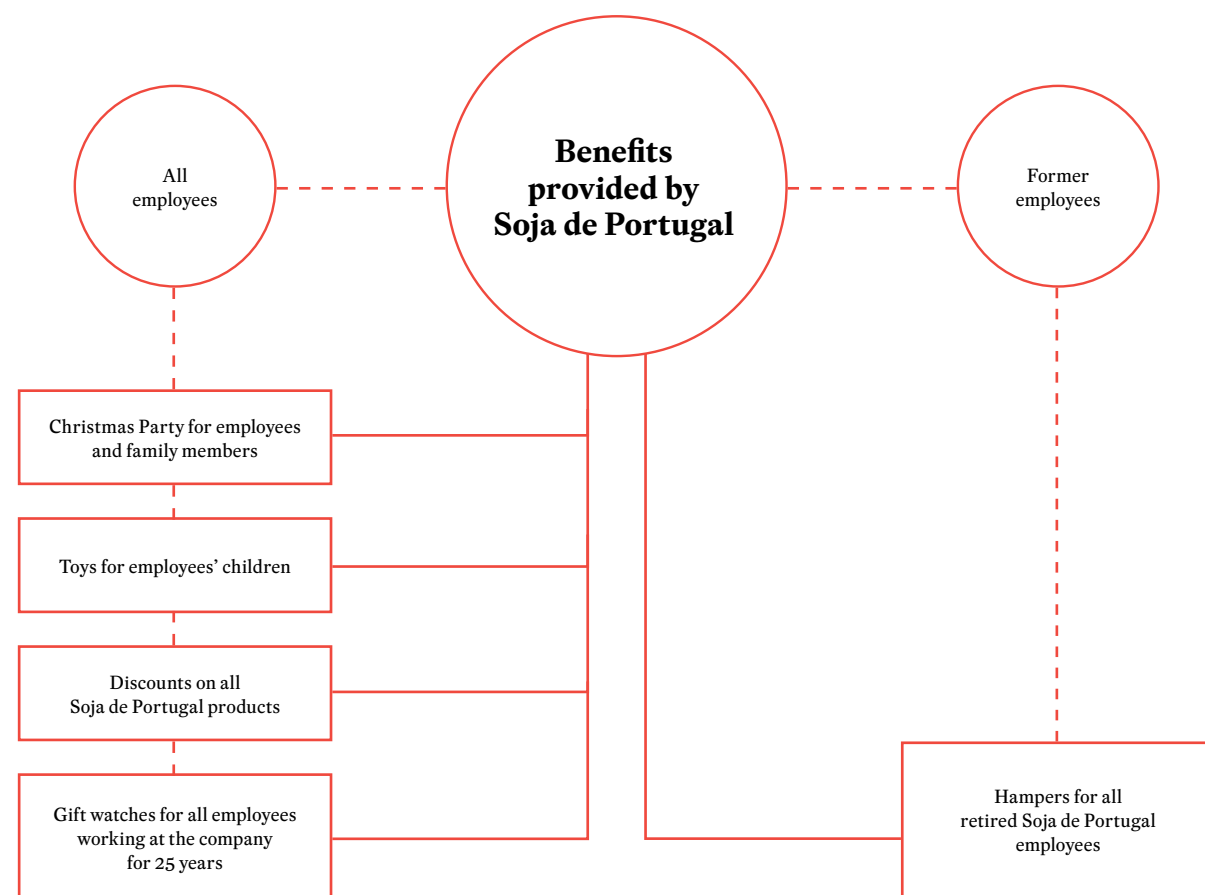 Benefits
provided by
Soja de Portugal
All
employees
Former
employees
Christmas Party for employees
and family members
Toys for employees’ children
Discounts on all
Soja de Portugal products
Gift watches for all employees
working at the company
for 25 years
Hampers for all
retired Soja de Portugal
employees